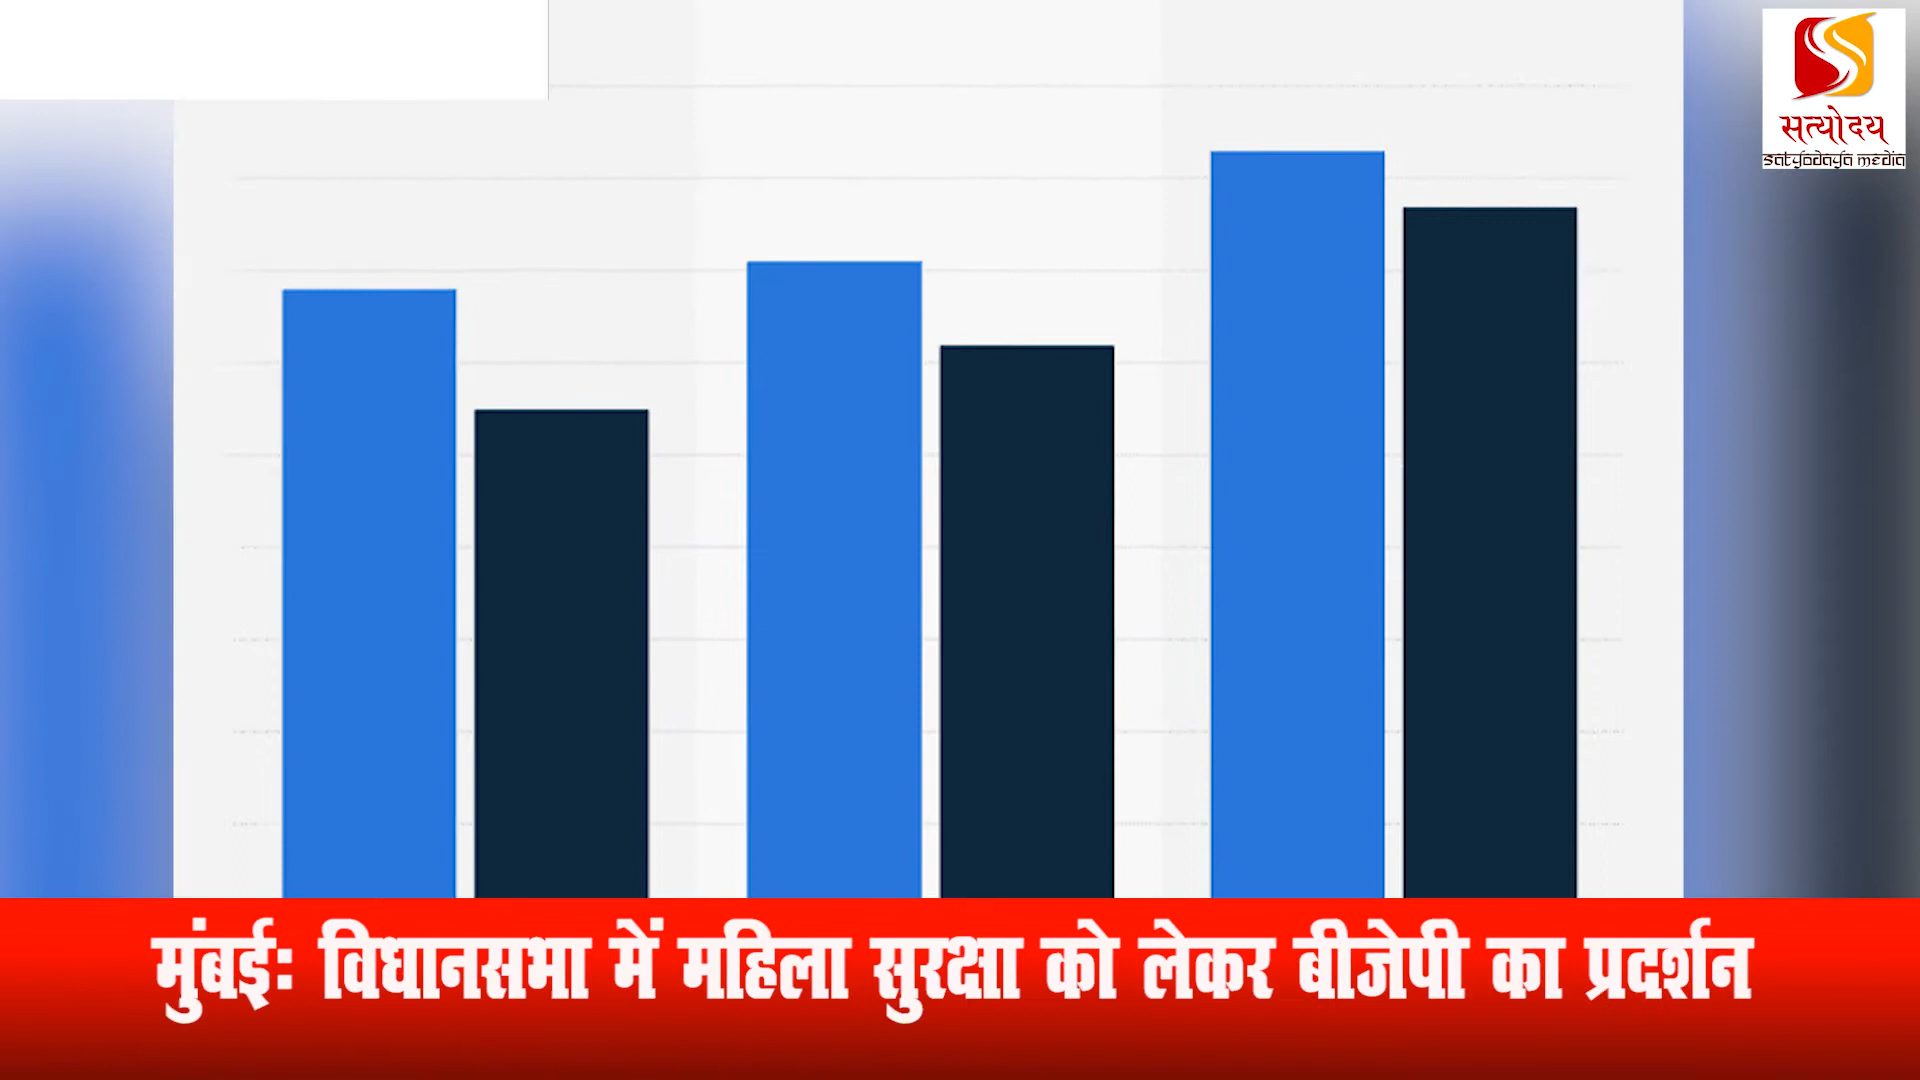 सत्योदय
satyodaya media
मुंबई: विधानसभा में महिला सुरक्षा को लेकर बीजेपी का प्रदर्शन